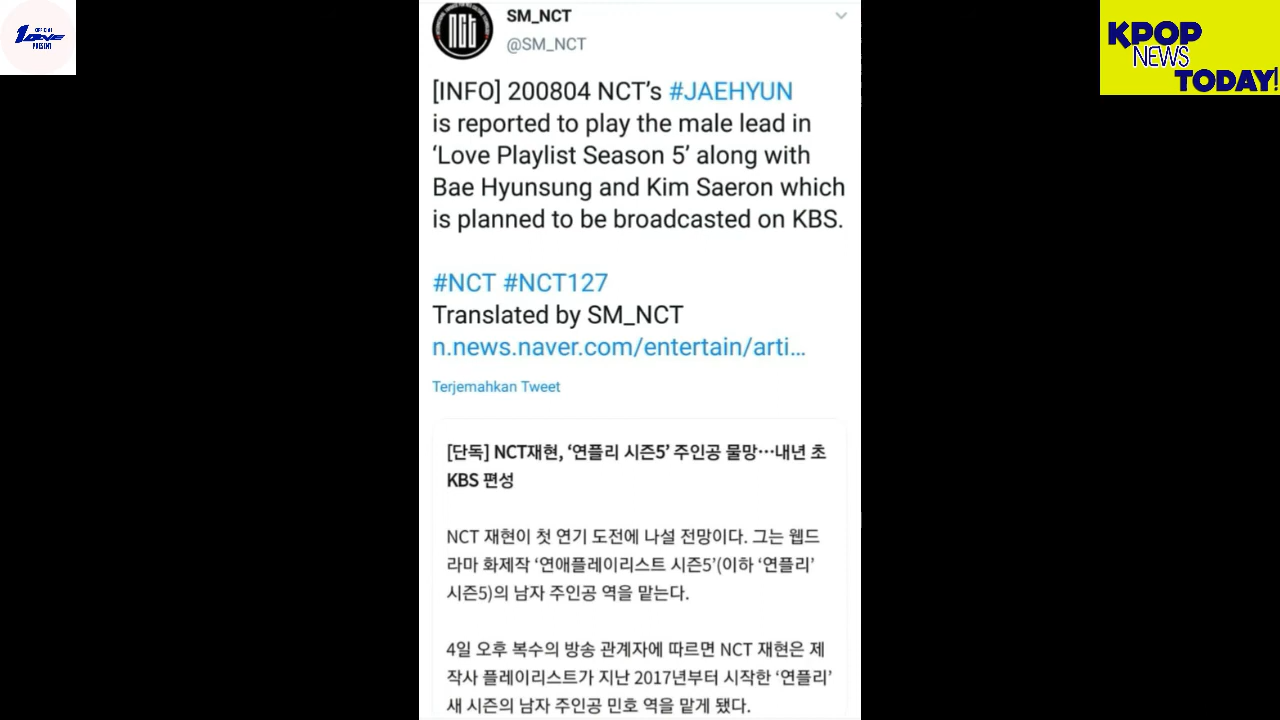 OFFICIAL
LOVE
PRESENT
KPOP
NEWS
TODAY!
nct
SM_NCT
@SM_NCT
[INFO] 200804 NCT’s #JAEHYUN
is reported to play the male lead in
‘Love Playlist Season 5’ along with
Bae Hyunsung and Kim Saeron which
is planned to be broadcasted on KBS.
#NCT #NCT127
Translated by SM_NCT
n.news.naver.com/entertain/arti...
Terjemahkan Tweet
[단독] NCT재현, ‘연플리 시즌5’ 주인공 물망…내년 초
KBS 편성
NCT 재현이 첫 연기 도전에 나설 전망이다. 그는 웹드
라마 화제작 ‘연애플레이리스트 시즌5’(이하 ‘연플리’
시즌5)의 남자 주인공 역을 맡는다.
4일 오후 복수의 방송 관계자에 따르면 NCT 재현은 제
작사 플레이리스트가 지난 2017년부터 시작한 ‘연플리’
새 시즌의 남자 주인공 민호 역을 맡게 됐다.